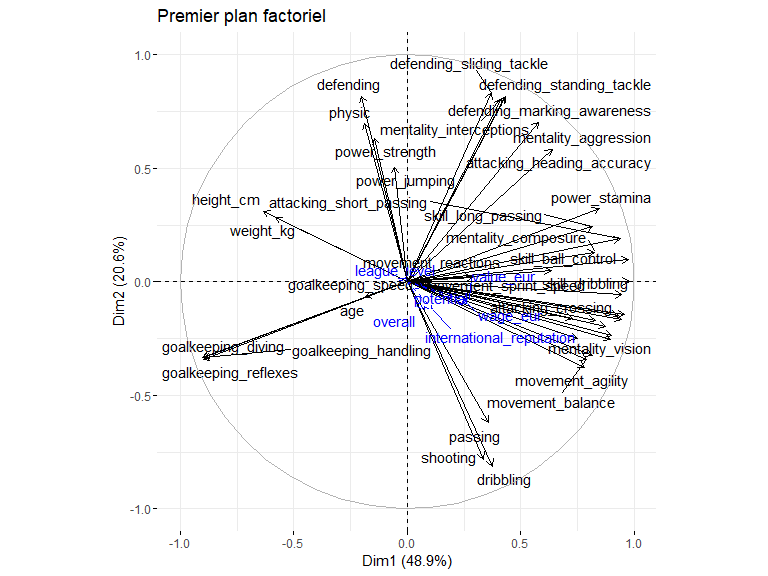 Premier plan factoriel
1.0
defending_sliding_tackle
defending
defending_standing_tackle
physic
defending_marking_awareness
mentality_interceptions
mentality_aggression
power_strength
attacking_heading_accuracy
0.5
power_jumping
height_cm
attacking_short_passing
power_stamina
skill_long_passing
weight_kg
mentality_composure
movement_reactions
skill_ball_control
league_level
value_eur
0.0
goalkeeping_speed
movement_sprint_speed
skill_dribbling
potential
age
attacking_crossing
overall
wage_eur
international_reputation
goalkeeping_diving
goalkeeping_handling
mentality_vision
goalkeeping_reflexes
movement_agility
-0.5
movement_balance
passing
shooting
dribbling
-1.0
-1.0
-0.5
0.0
0.5
1.0
Dim1 (48.9%)
Dim2 (20.6%)